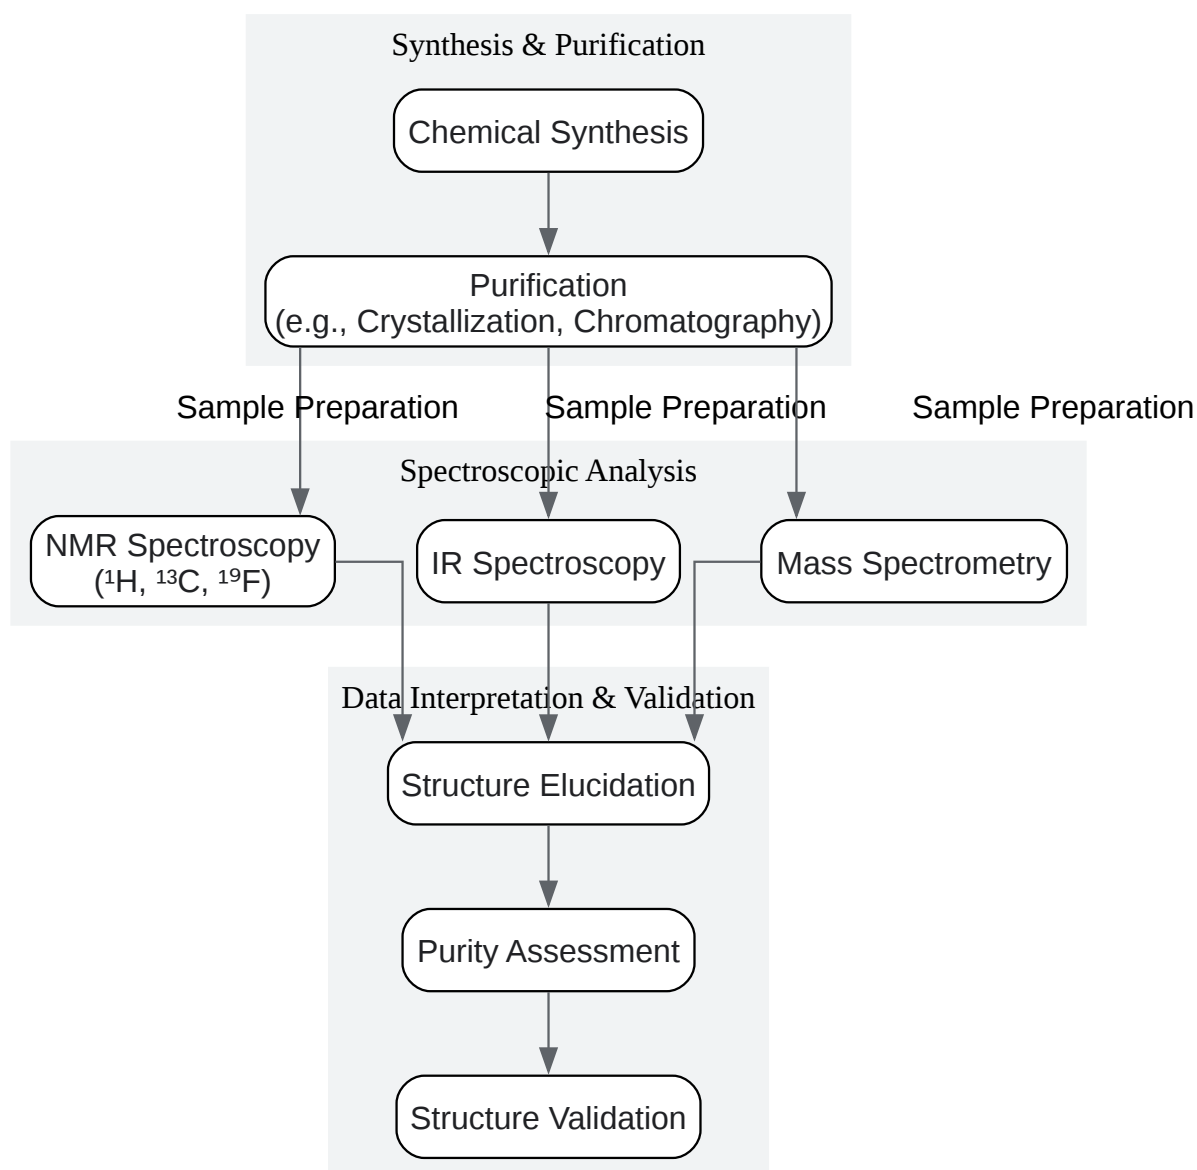 Synthesis & Purification
Chemical Synthesis
Purification
(e.g., Crystallization, Chromatography)
Sample Preparation
Sample Preparation
Sample Preparation
Spectroscopic Analysis
NMR Spectroscopy
(¹H, ¹³C, ¹⁹F)
IR Spectroscopy
Mass Spectrometry
Data Interpretation & Validation
Structure Elucidation
Purity Assessment
Structure Validation